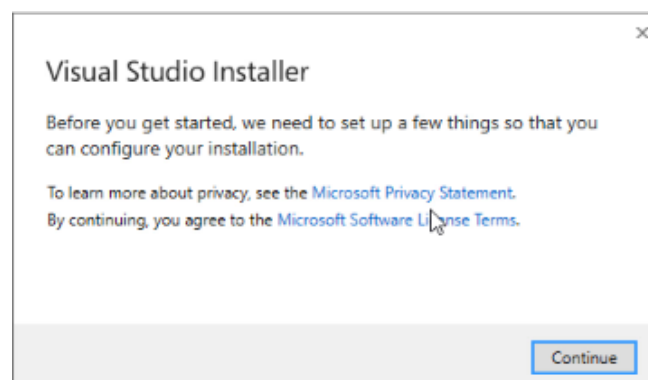 Visual Studio Installer
Before you get started, we need to set up a few things so that you
can configure your installation.
To learn more about privacy, see the Microsoft Privacy Statement.
By continuing, you agree to the Microsoft Software License Terms.
Continue